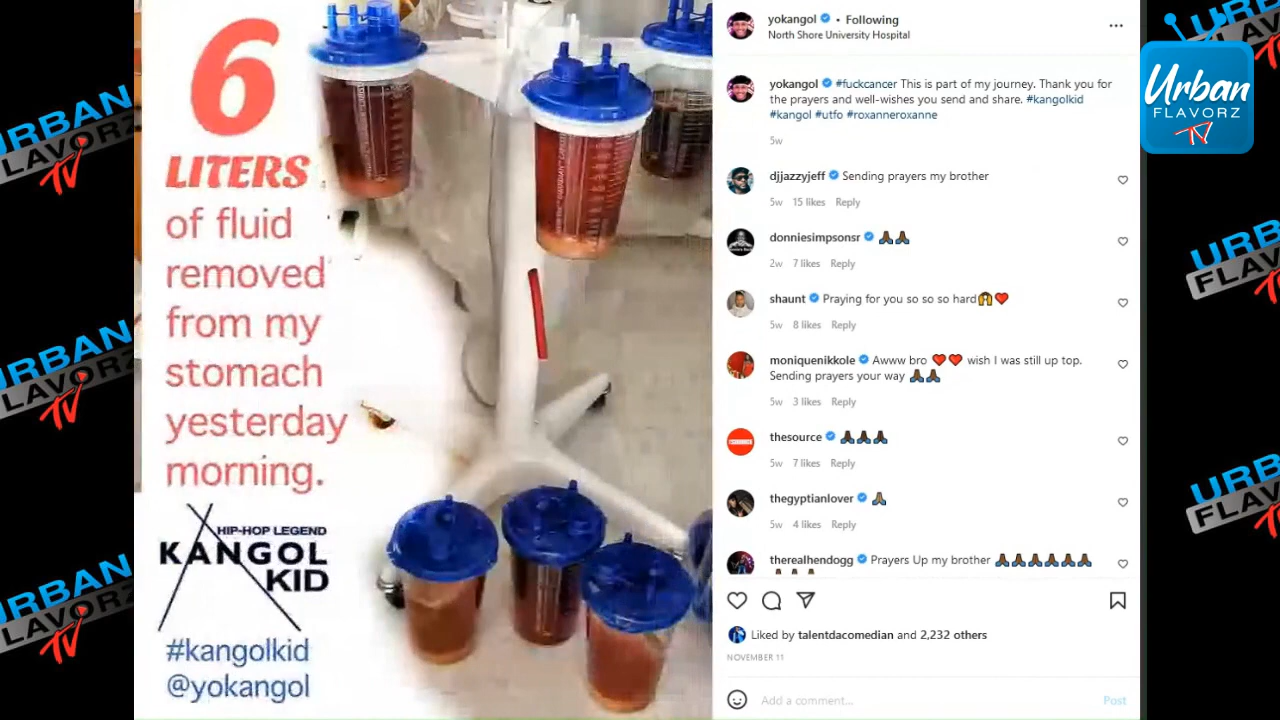 6
LITERS
of fluid
removed
from my
stomach
yesterday
morning.
HIP-HOP LEGEND
KANGOL
KID
#kangolkid
@yokangol
yokangol • Following
North Shore University Hospital
yokangol #fuckcancer This is part of my journey. Thank you for
the prayers and well-wishes you send and share. #kangolkid
#kangol #utfo #roxanneroxanne
5w
djjazzyjeff Sending prayers my brother
5w 15 likes Reply
donniesimpsonsr 🙏🏾🙏🏾
2w 7 likes Reply
shaunt Praying for you so so so hard🙌❤️
5w 8 likes Reply
moniquenikkole Awww bro ❤️❤️ wish I was still up top.
Sending prayers your way 🙏🏾🙏🏾
5w 3 likes Reply
thesource 🙏🏾🙏🏾🙏🏾
5w 7 likes Reply
thegyptianlover 🙏🏽
5w 4 likes Reply
therealhendogg Prayers Up my brother 🙏🏾🙏🏾🙏🏾🙏🏾🙏🏾🙏🏾
Liked by talentdacomedian and 2,232 others
NOVEMBER 11
Add a comment... Post
Urban
FLAVORZ
TV
URBAN
FLAVORZ
TV
URBAN
FLAVORZ
TV
URBAN
FLAVORZ
TV